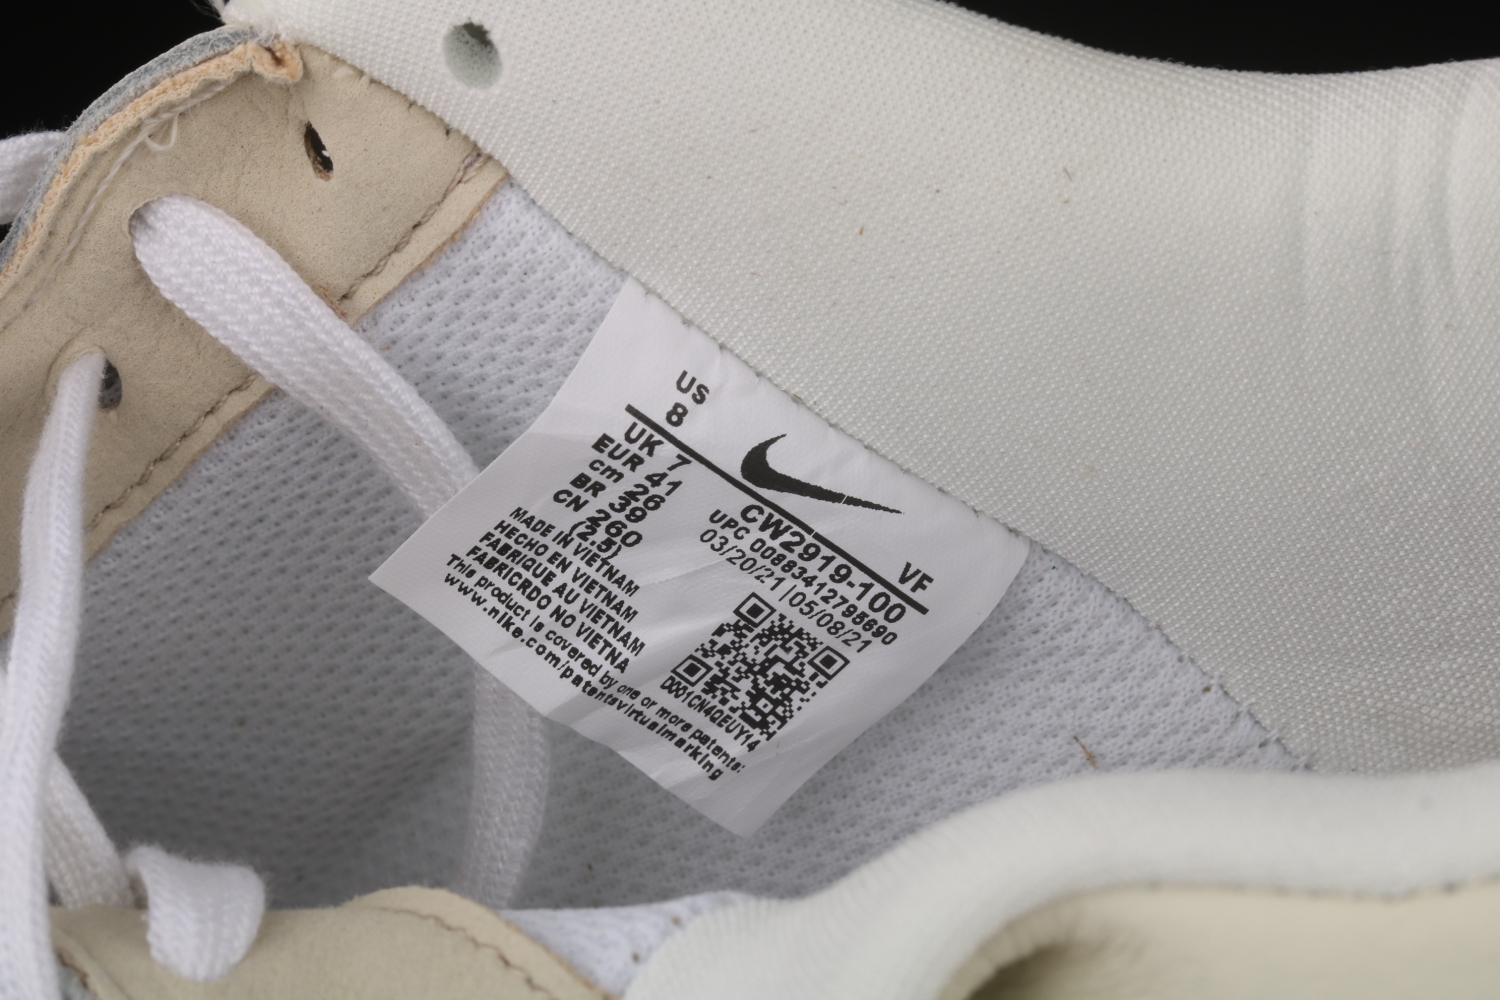 US
8
UK 7
EUR 41
cm 26
BR 39
CN 260
(2.5)
MADE IN VIETNAM
HECHO EN VIETNAM
FABRIQUE AU VIETNAM
FABRICRDO NO VIETNA
This product is covered by one or more patents:
www.nike.com/patentsvirtualmarking
VF
CW2919-100
UPC 00883412795690
03/20/21 | 05/08/21
D001CN4QEUY14